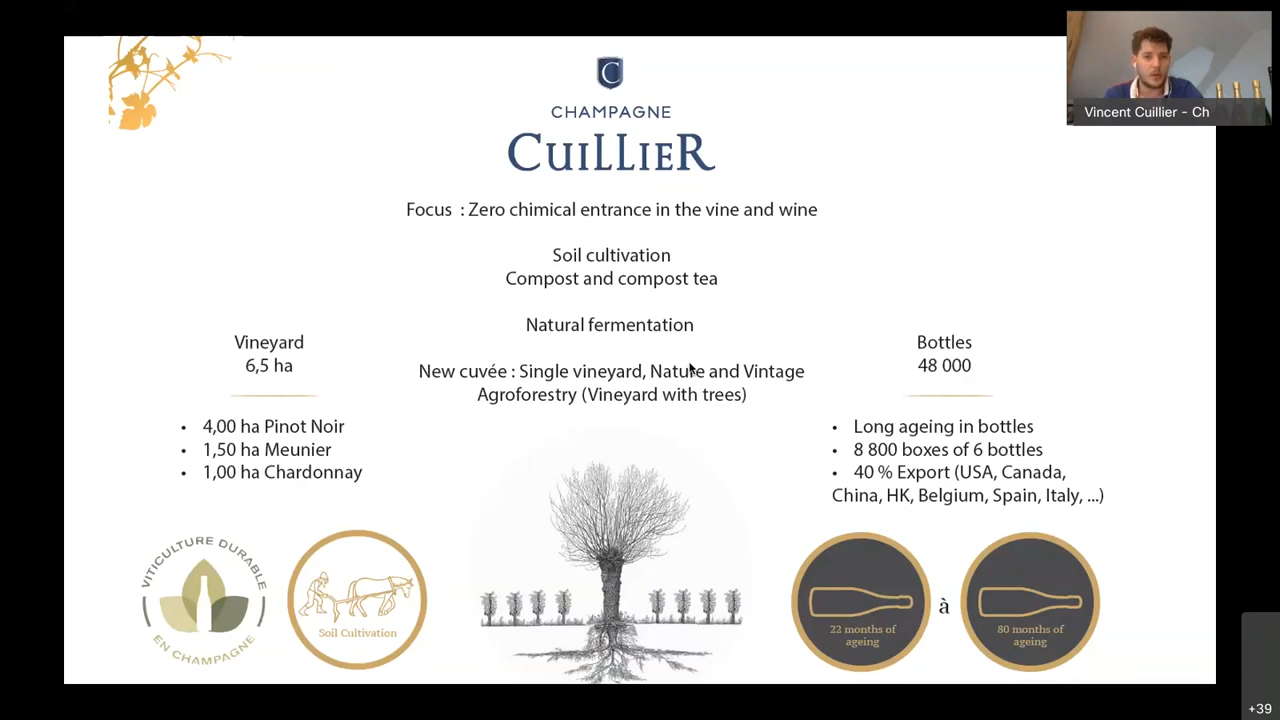 C
CHAMPAGNE
CUILLIER
Vincent Cuillier - Ch
Focus : Zero chimical entrance in the vine and wine
Soil cultivation
Compost and compost tea
Natural fermentation
New cuvée : Single vineyard, Nature and Vintage
Agroforestry (Vineyard with trees)
Vineyard
6,5 ha
• 4,00 ha Pinot Noir
• 1,50 ha Meunier
• 1,00 ha Chardonnay
Bottles
48 000
• Long ageing in bottles
• 8 800 boxes of 6 bottles
• 40 % Export (USA, Canada,
China, HK, Belgium, Spain, Italy, ...)
VITICULTURE DURABLE
EN CHAMPAGNE
Soil Cultivation
22 months of
ageing
à
80 months of
ageing
+39